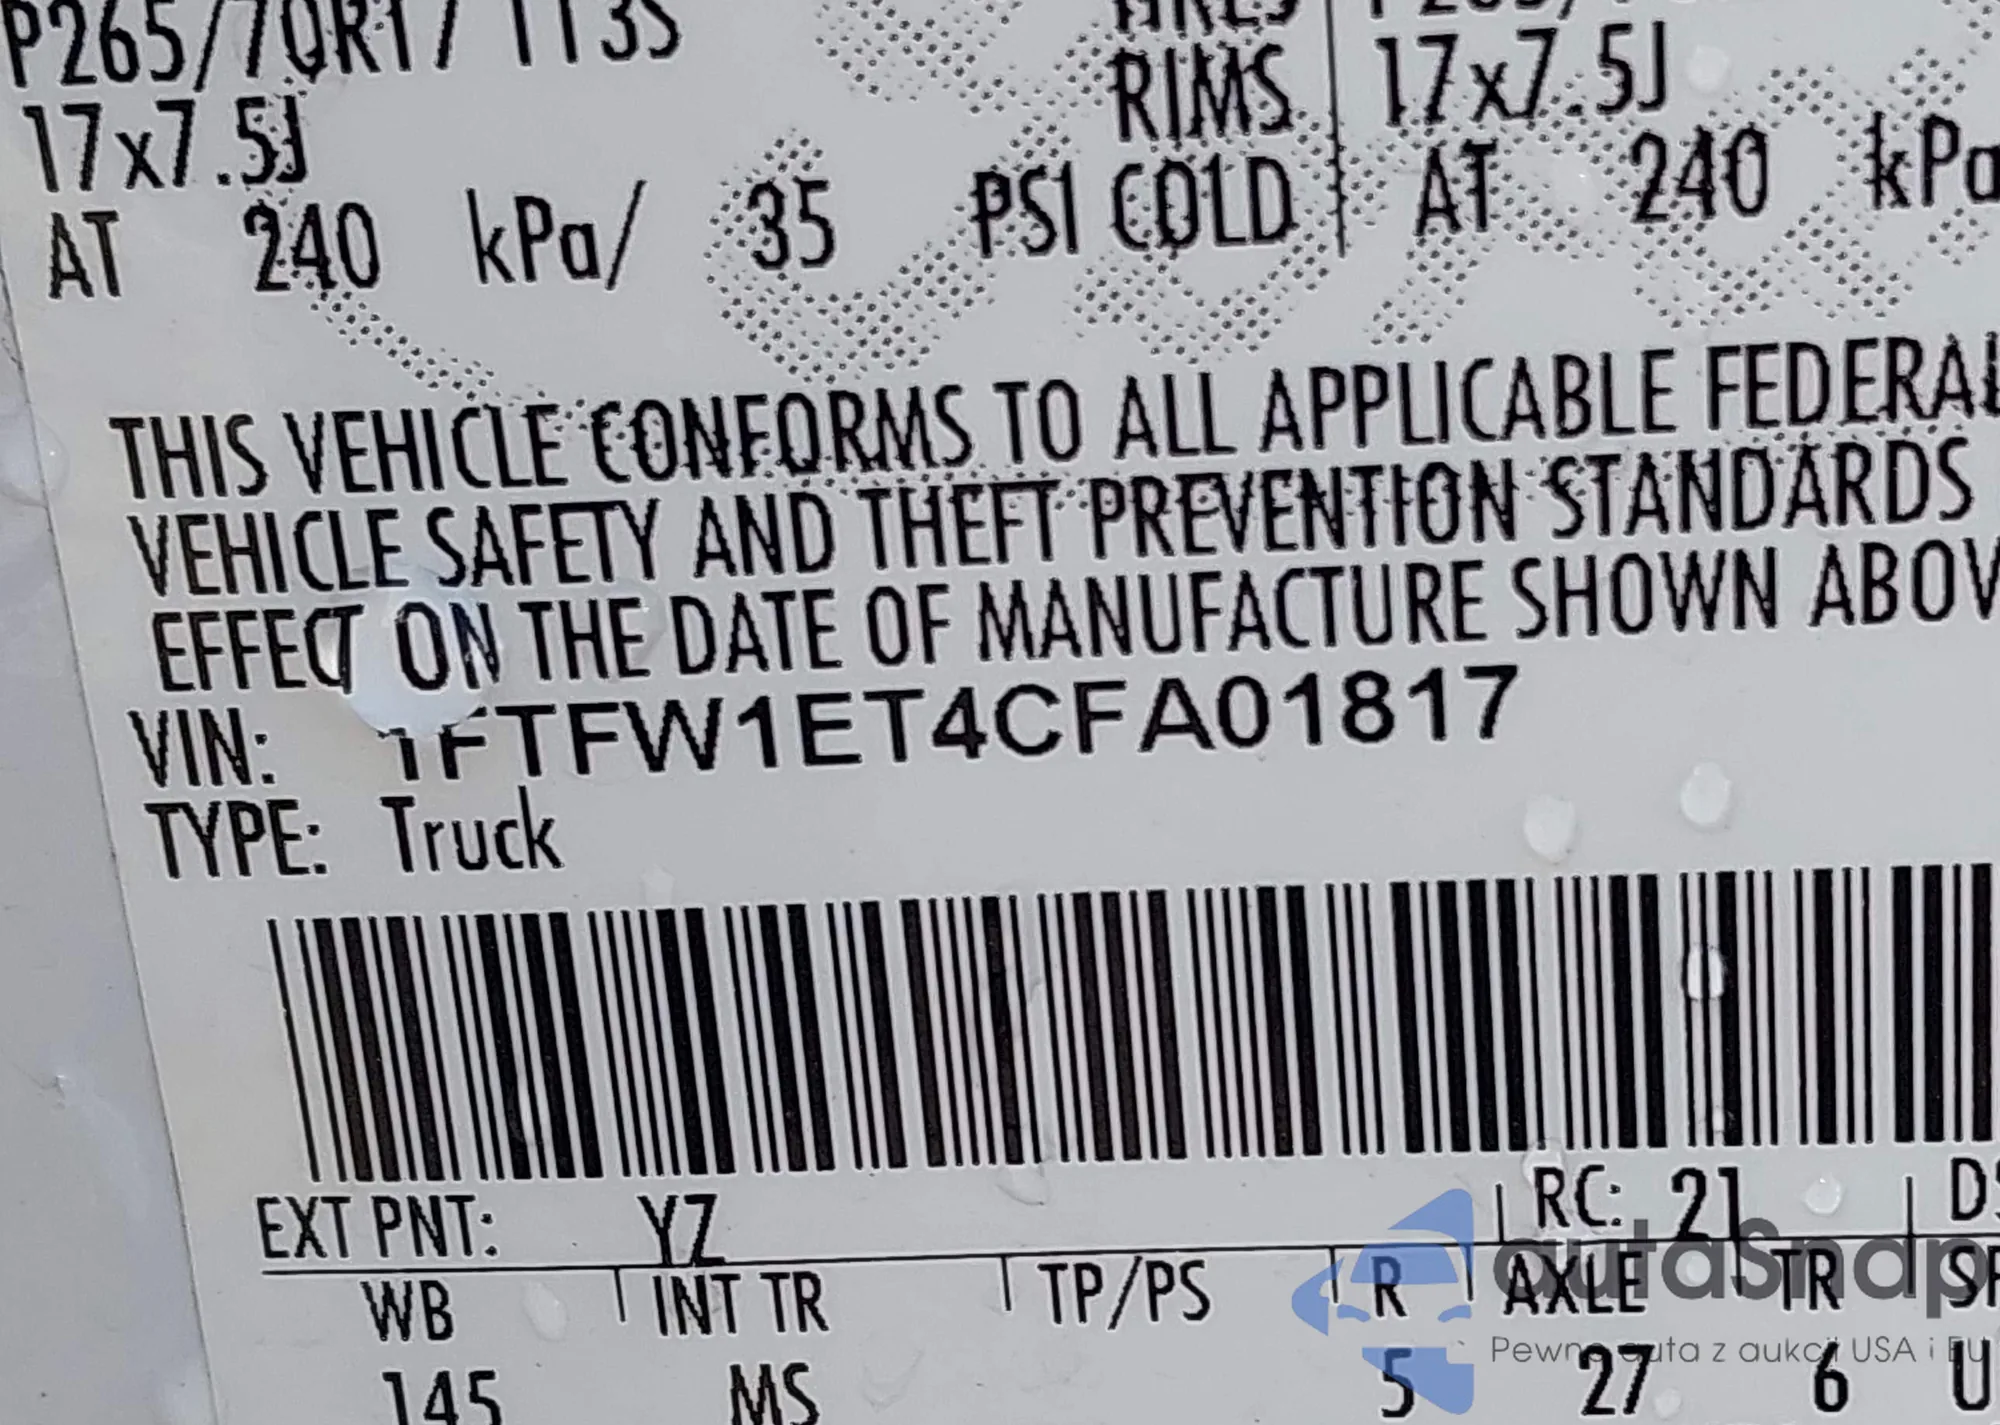 P265/70R17 113S
17x7.5J RIMS 17x7.5J
AT 240 kPa/ 35 PSI COLD AT 240 kPa
THIS VEHICLE CONFORMS TO ALL APPLICABLE FEDERAL
VEHICLE SAFETY AND THEFT PREVENTION STANDARDS
EFFECT ON THE DATE OF MANUFACTURE SHOWN ABOV
VIN: 1FTFW1ET4CFA01817
TYPE: Truck
EXT PNT: YZ RC: 21 DS
WB INT TR TP/PS R AXLE TR SP
145 MS 5 27 6 U
autaSnap
Pewne auta z aukcji USA i EU